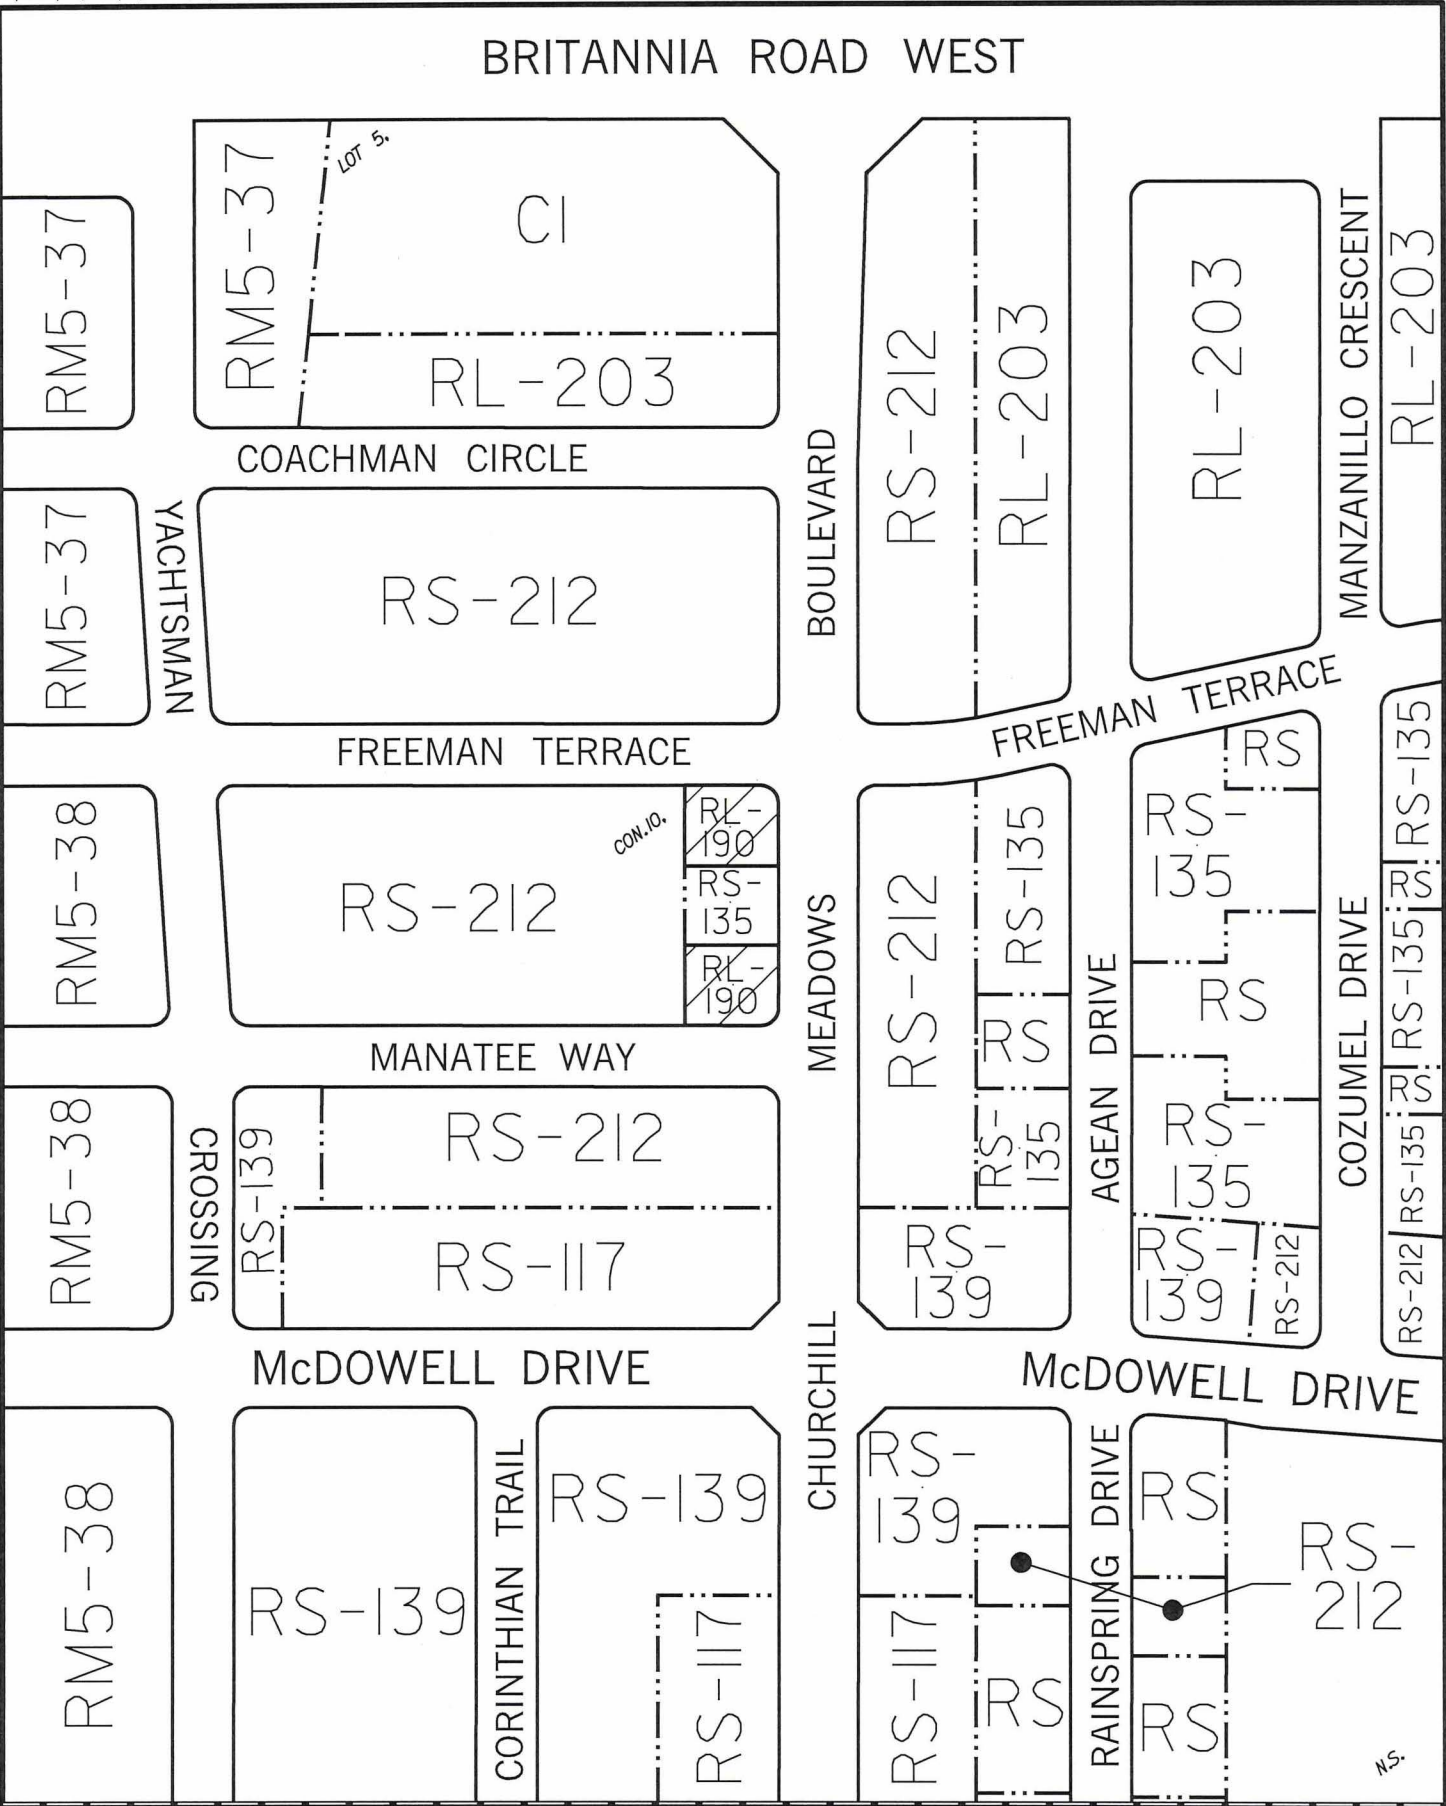 BRITANNIA ROAD WEST
LOT 5.
RM5-37
RM5-37
C1
RL-203
RS-212
RL-203
RL-203
MANZANILLO CRESCENT
RL-203
COACHMAN CIRCLE
BOULEVARD
RM5-37
YACHTSMAN
RS-212
FREEMAN TERRACE
FREEMAN TERRACE
RM5-38
RS-212
CON.10.
RL-
190
RS-
135
RL-
190
MEADOWS
RS-212
RS-135
RS
RS-
135
AGEAN DRIVE
RS
RS-
135
RS
RS-
135
RS-
139
RS-212
COZUMEL DRIVE
RS-135
RS
RS-135
RS
RS-135
RS-212
MANATEE WAY
RM5-38
CROSSING
RS-139
RS-212
RS-117
RS-
139
McDOWELL DRIVE
McDOWELL DRIVE
CHURCHILL
RM5-38
RS-139
CORINTHIAN TRAIL
RS-139
RS-117
RS-
139
RS-117
RS
RAINSPRING DRIVE
RS
RS
RS-
212
N.S.